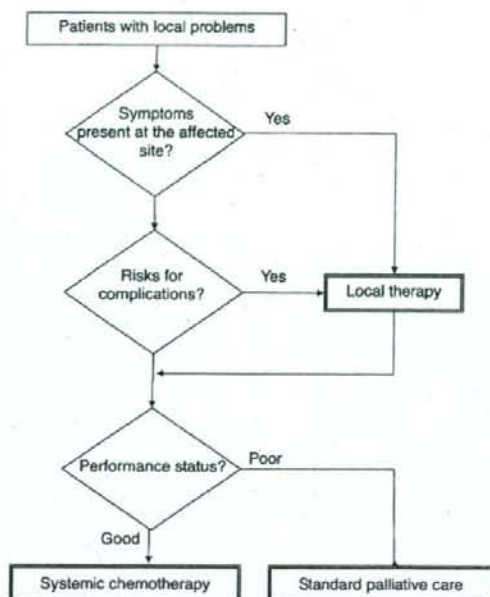 Patients with local problems
Symptoms
present at the affected
site?
Yes
Risks for
complications?
Yes
Local therapy
Performance status?
Poor
Good
Systemic chemotherapy
Standard palliative care